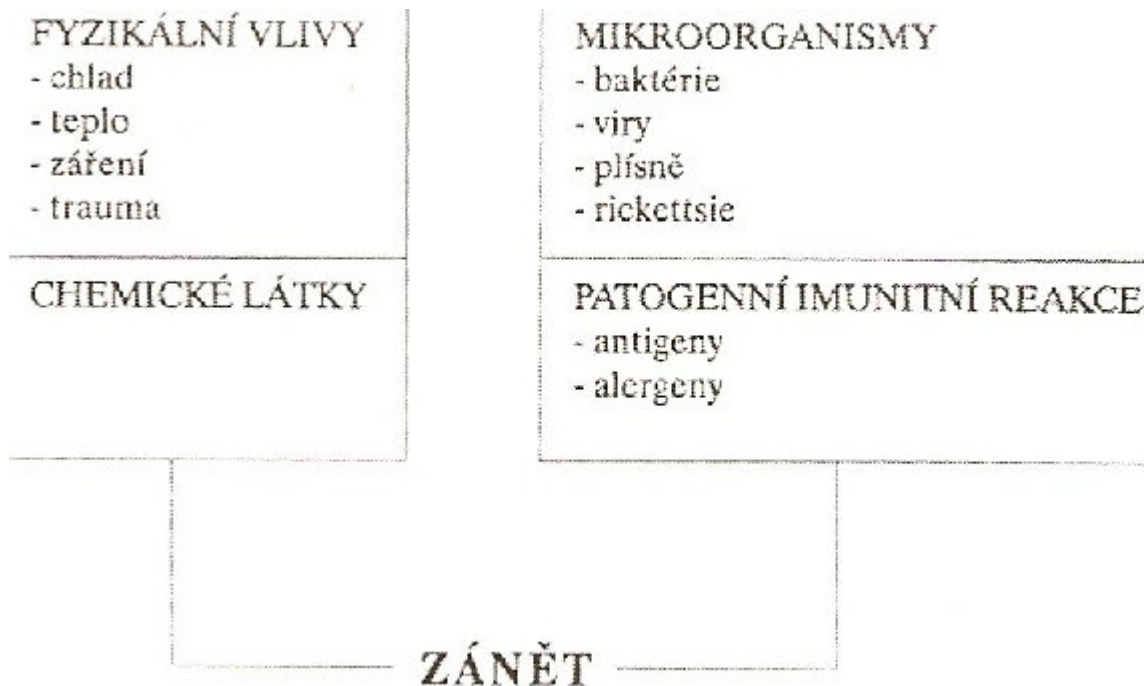 FYZIKÁLNÍ VLIVY
- chlad
- teplo
- záření
- trauma
CHEMICKÉ LÁTKY
MIKROORGANISMY
- baktérie
- viry
- plísně
- rickettsie
PATOGENNÍ IMUNITNÍ REAKCE
- antigeny
- alergeny
ZÁNĚT